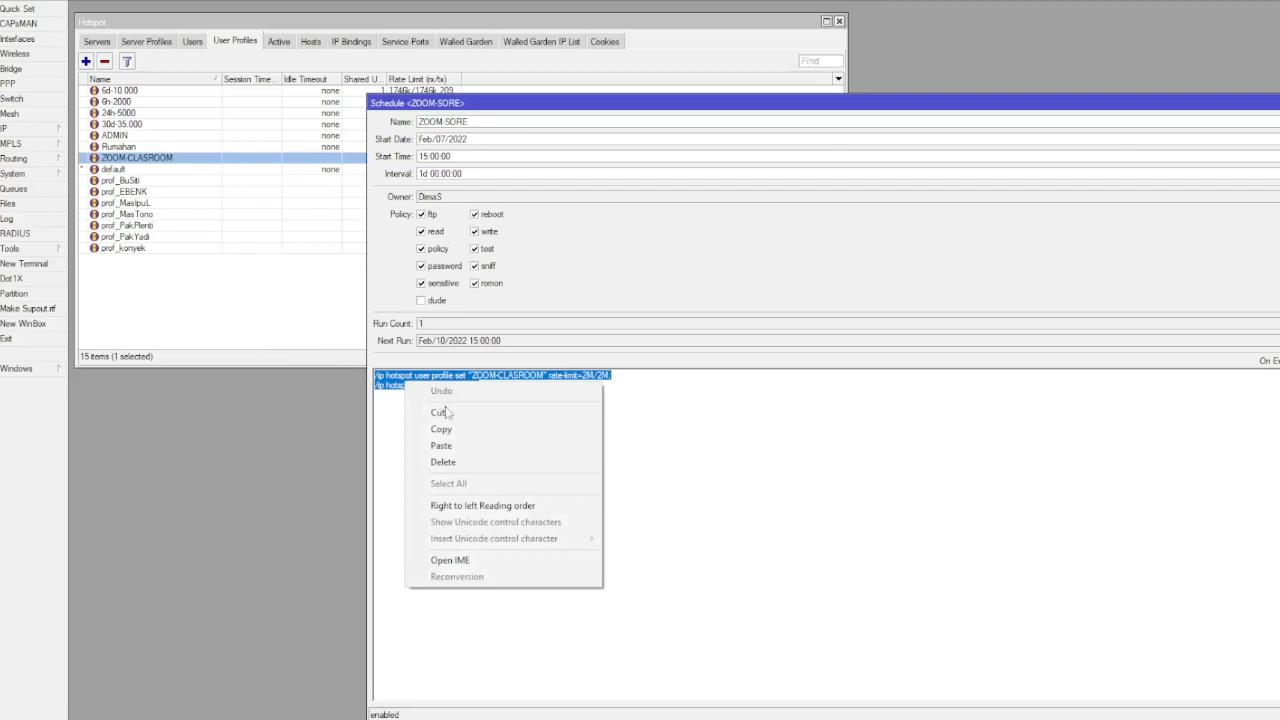 Quick Set
CAPsMAN
Interfaces
Wireless
Bridge
PPP
Switch
Mesh
IP
MPLS
Routing
System
Queues
Files
Log
RADIUS
Tools
New Terminal
Dot1X
Partition
Make Supout.rif
New WinBox
Exit
Windows
Hotspot
Servers Server Profiles Users User Profiles Active Hosts IP Bindings Service Ports Walled Garden Walled Garden IP List Cookies
Find
Name Session Time... Idle Timeout Shared U... Rate Limit (rx/tx)
6d-10.000 none 1 1746k/1746k 209
6h-2000 none
24h-5000 none
30d-35.000 none
ADMIN none
Rumahan none
ZOOM-CLASROOM
* default none
prof_BuSiti
prof_EBENK
prof_MasIpuL
prof_MasTono
prof_PakPlenti
prof_PakYadi
prof_konyek
15 items (1 selected)
Schedule <ZOOM-SORE>
Name: ZOOM-SORE
Start Date: Feb/07/2022
Start Time: 15:00:00
Interval: 1d 00:00:00
Owner: DimaS
Policy: ftp reboot
read write
policy test
password sniff
sensitive romon
dude
Run Count: 1
Next Run: Feb/10/2022 15:00:00
/ip hotspot user profile set "ZOOM-CLASROOM" rate-limit=2M/2M
Undo
Cut
Copy
Paste
Delete
Select All
Right to left Reading order
Show Unicode control characters
Insert Unicode control character
Open IME
Reconversion
enabled